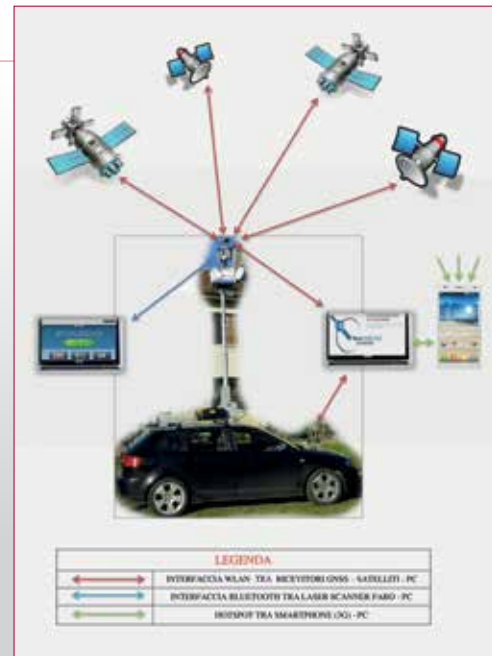 LEGENDA
INTERFACCIA WLAN TRA RICEVITORI GNSS - SATELLITI - PC
INTERFACCIA BLUETOOTH TRA LASER SCANNER FARO - PC
HOTSPOT TRA SMARTPHONE (3G) - PC